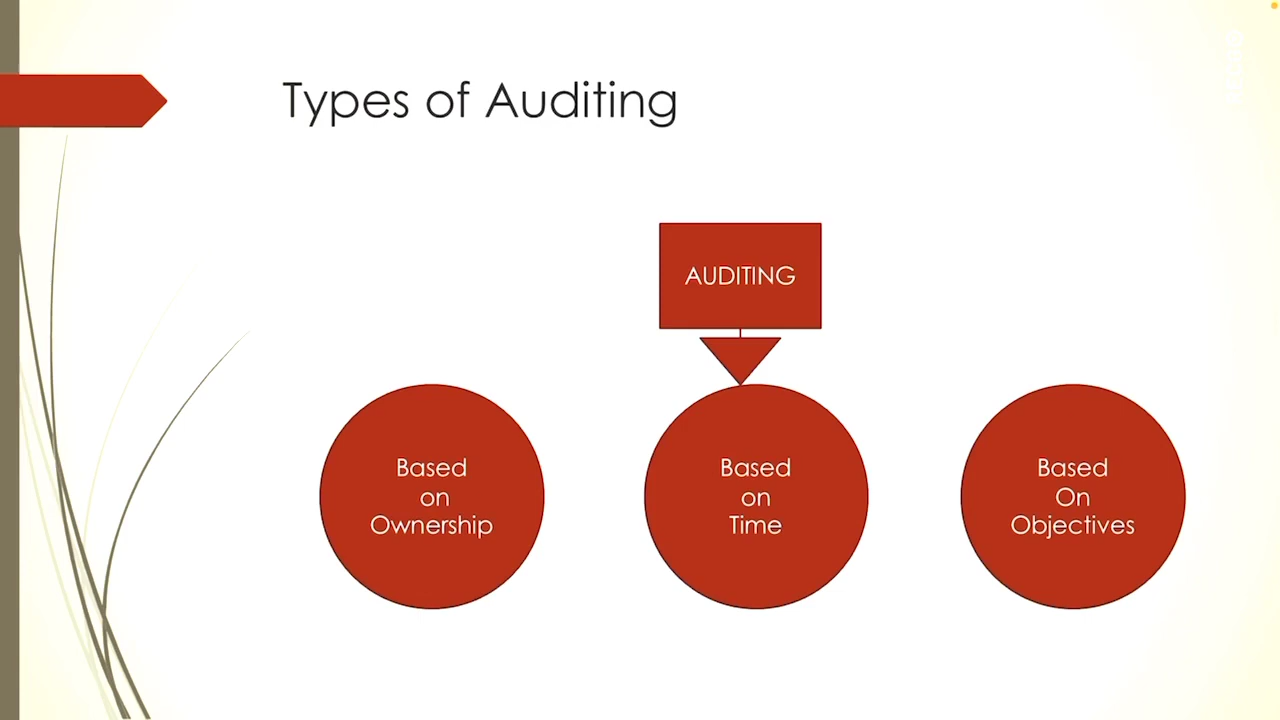 Types of Auditing
AUDITING
Based
on
Ownership
Based
on
Time
Based
On
Objectives